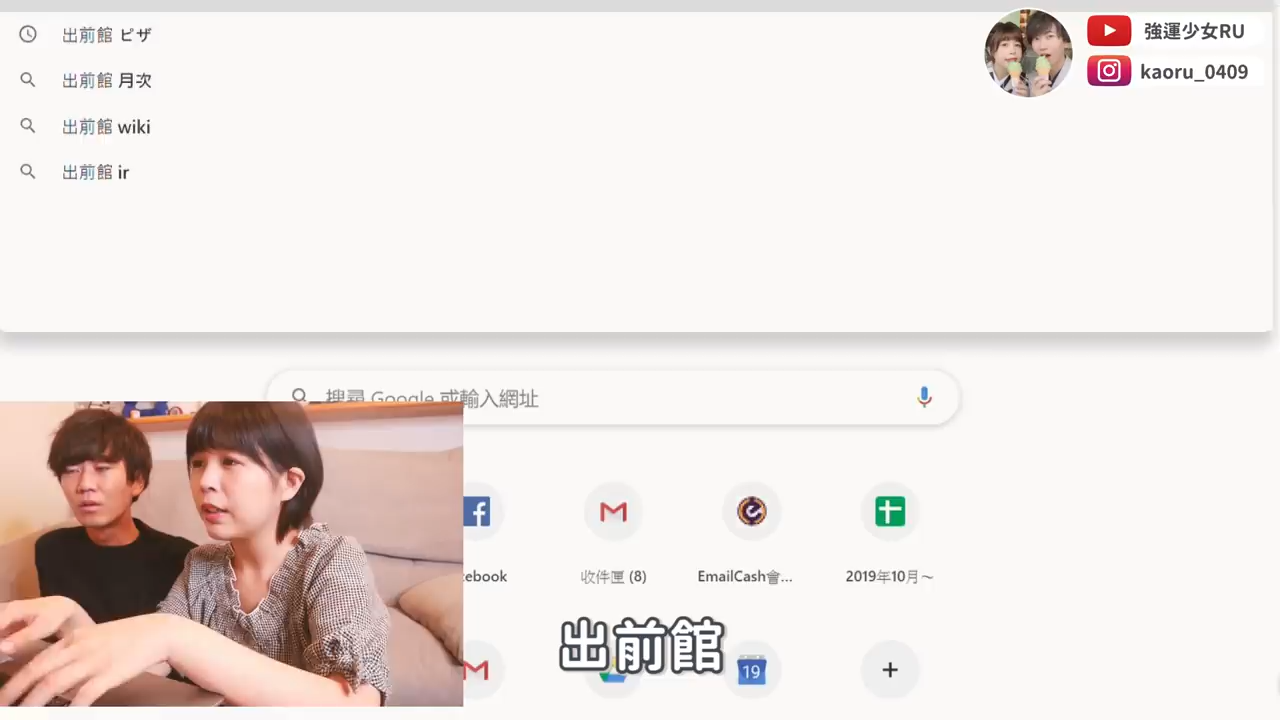 出前館 ピザ
出前館 月次
出前館 wiki
出前館 ir
強運少女RU
kaoru_0409
搜尋 Google 或輸入網址
cebook
收件匣 (8)
EmailCash會...
2019年10月~
出前館
19